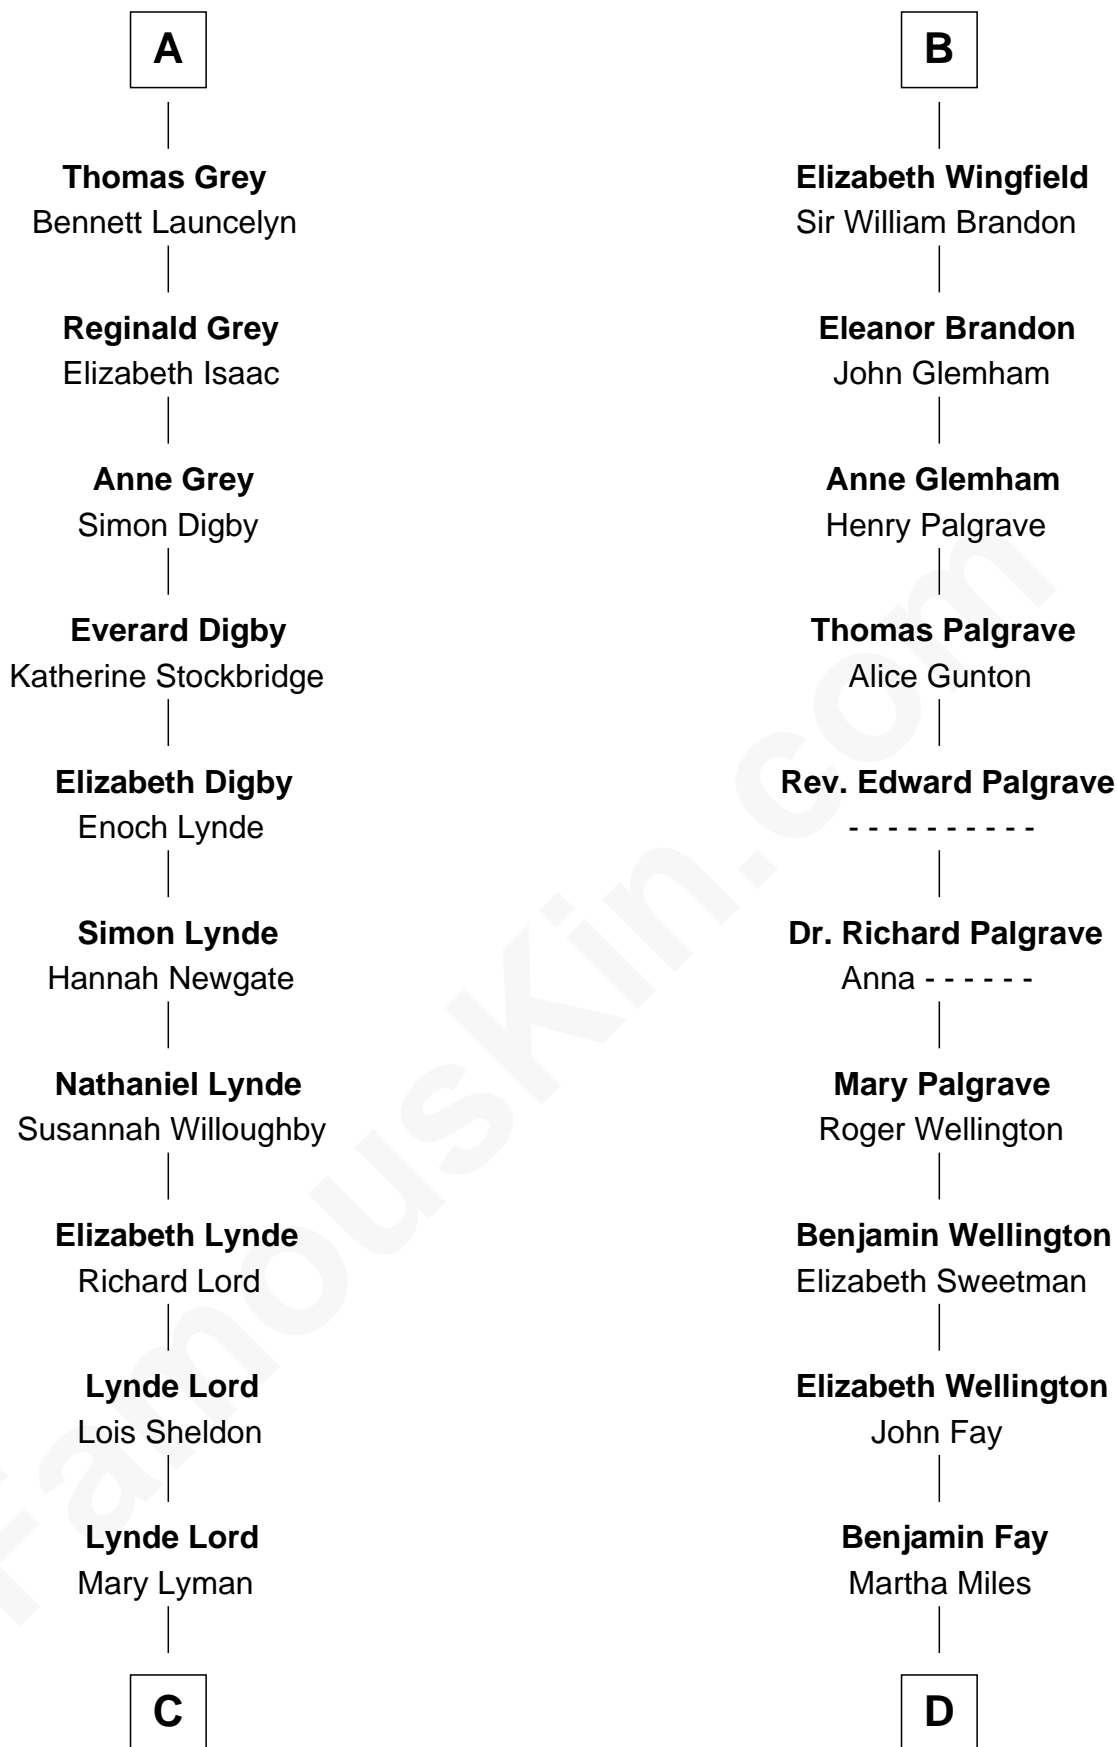 A
Thomas Grey
Bennett Launcelyn
Reginald Grey
Elizabeth Isaac
Anne Grey
Simon Digby
Everard Digby
Katherine Stockbridge
Elizabeth Digby
Enoch Lynde
Simon Lynde
Hannah Newgate
Nathaniel Lynde
Susannah Willoughby
Elizabeth Lynde
Richard Lord
Lynde Lord
Lois Sheldon
Lynde Lord
Mary Lyman
C
B
Elizabeth Wingfield
Sir William Brandon
Eleanor Brandon
John Glemham
Anne Glemham
Henry Palgrave
Thomas Palgrave
Alice Gunton
Rev. Edward Palgrave
- - - - - - - - - -
Dr. Richard Palgrave
Anna - - - - - -
Mary Palgrave
Roger Wellington
Benjamin Wellington
Elizabeth Sweetman
Elizabeth Wellington
John Fay
Benjamin Fay
Martha Miles
D
FamousKin.com